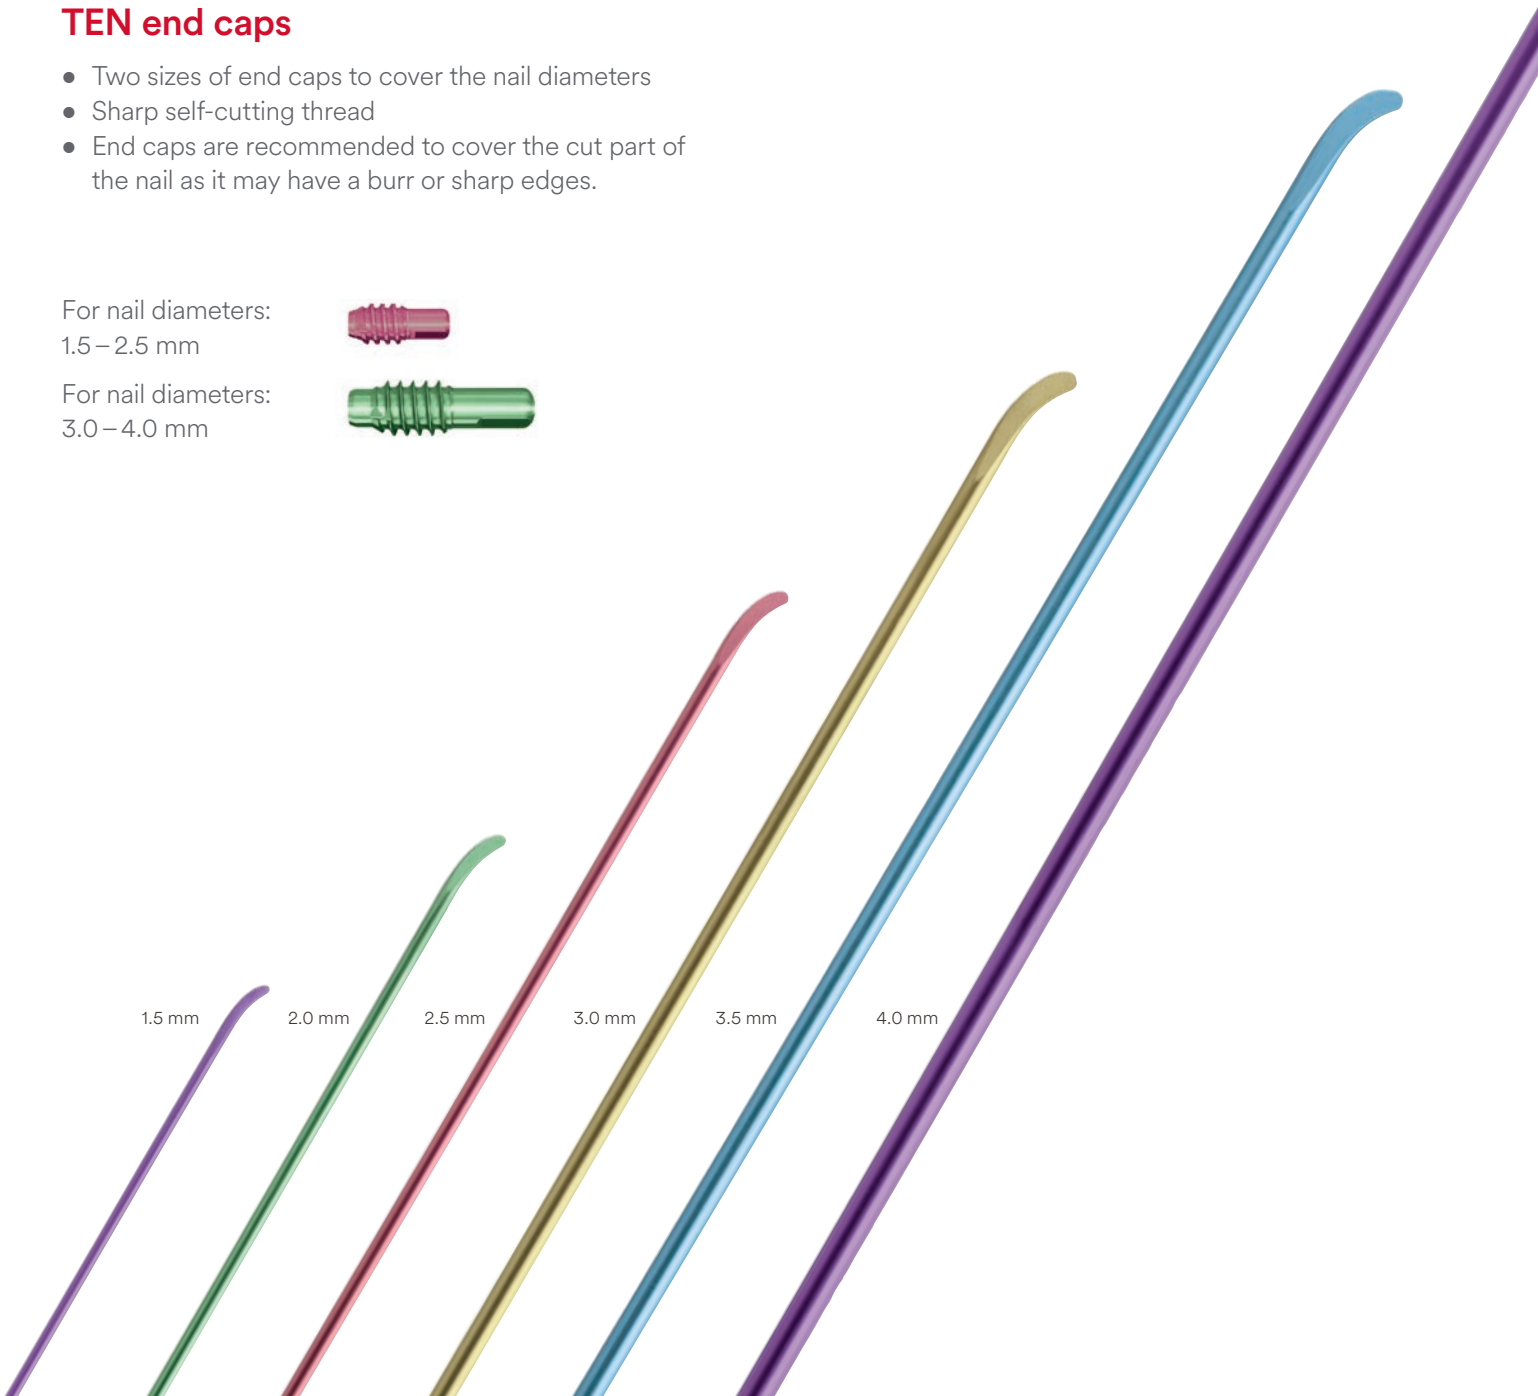 TEN end caps
● Two sizes of end caps to cover the nail diameters
● Sharp self-cutting thread
● End caps are recommended to cover the cut part of
the nail as it may have a burr or sharp edges.
For nail diameters:
1.5 – 2.5 mm
For nail diameters:
3.0 – 4.0 mm
1.5 mm
2.0 mm
2.5 mm
3.0 mm
3.5 mm
4.0 mm